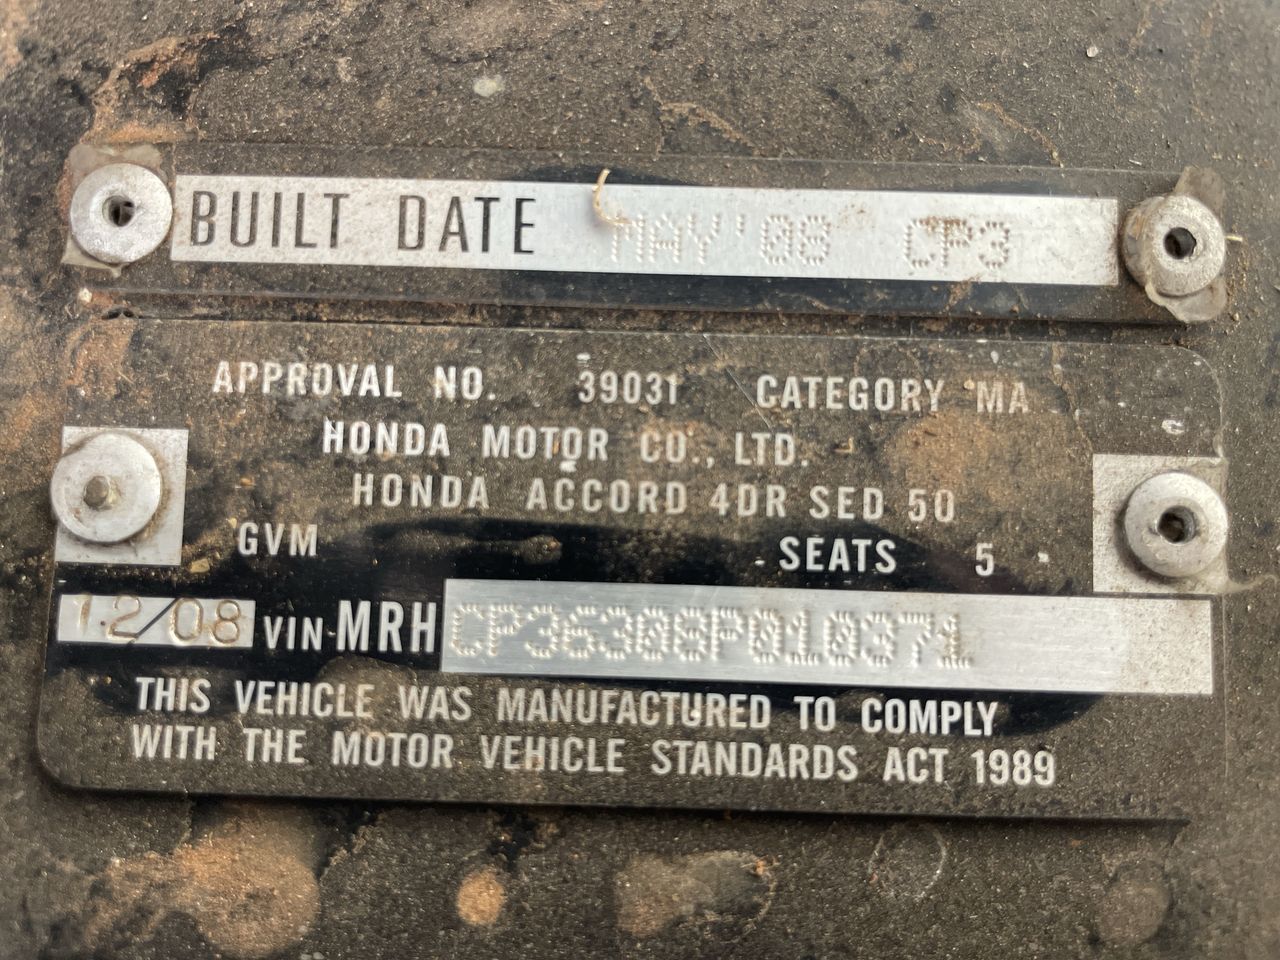 BUILT DATE MAY'08 CP3
APPROVAL NO. 39031 CATEGORY MA
HONDA MOTOR CO., LTD.
HONDA ACCORD 4DR SED 50
GVM SEATS 5
12/08 VIN MRHCP36308P010371
THIS VEHICLE WAS MANUFACTURED TO COMPLY
WITH THE MOTOR VEHICLE STANDARDS ACT 1989